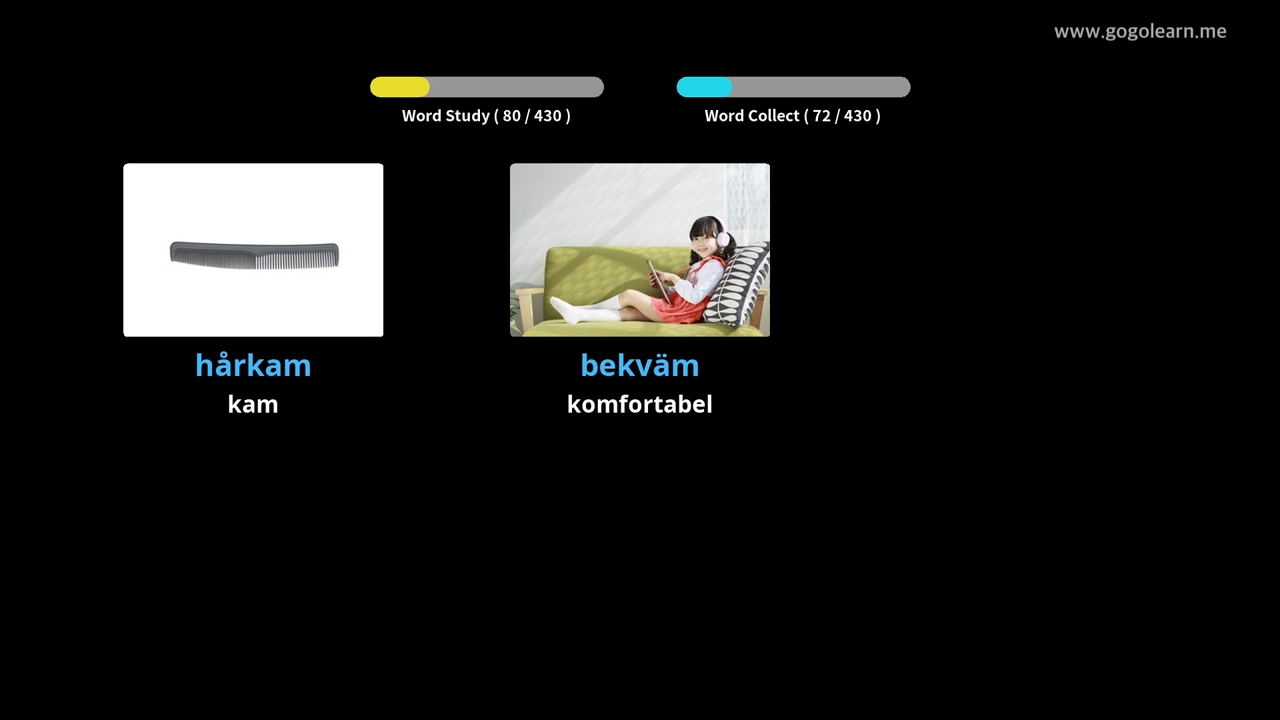 www.gogolearn.me
Word Study ( 80 / 430 )
Word Collect ( 72 / 430 )
hårkam
kam
bekväm
komfortabel